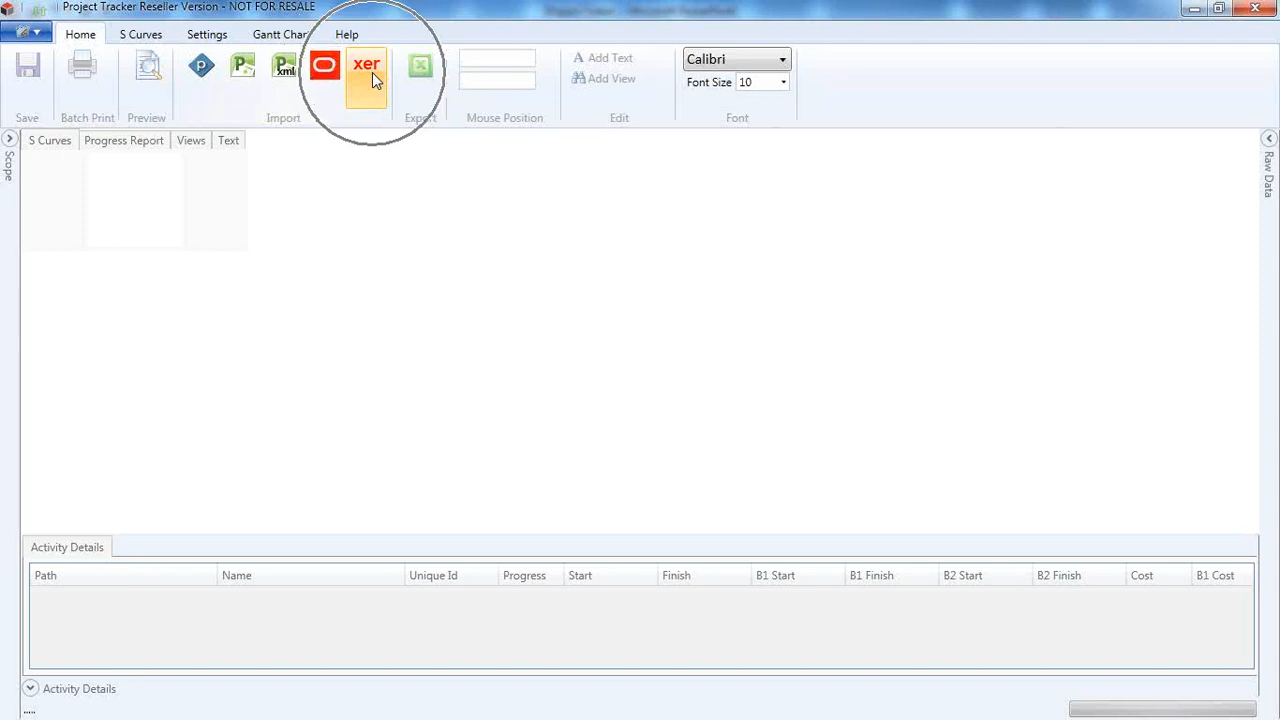 Project Tracker Reseller Version - NOT FOR RESALE
Home
S Curves
Settings
Gantt Char
Help
P
P
xml
xer
Add Text
Add View
Calibri
Font Size
10
Save
Batch Print
Preview
Import
Export
Mouse Position
Edit
Font
S Curves
Progress Report
Views
Text
Scope
Raw Data
Activity Details
Path
Name
Unique Id
Progress
Start
Finish
B1 Start
B1 Finish
B2 Start
B2 Finish
Cost
B1 Cost
Activity Details
.....